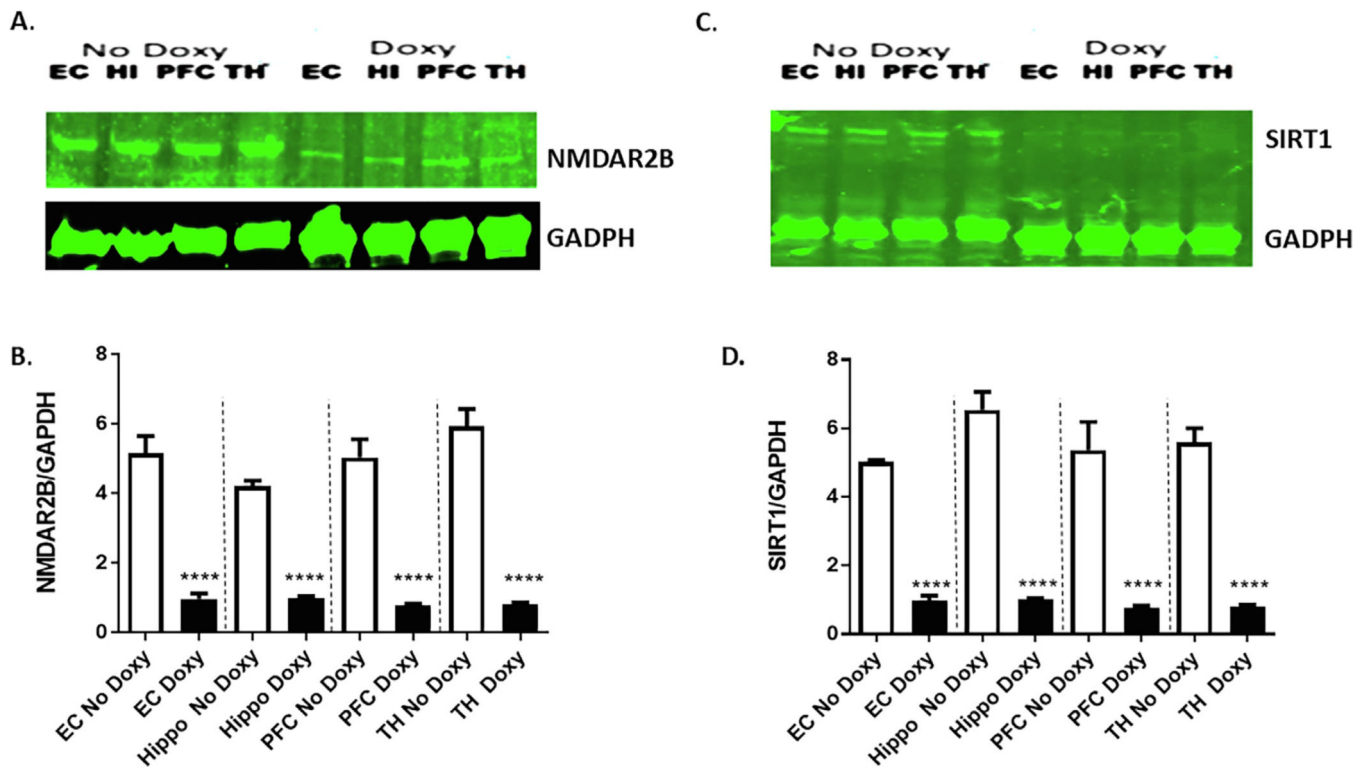 A.
No Doxy Doxy
EC HI PFC TH EC HI PFC TH
NMDAR2B
GADPH
B.
NMDAR2B/GAPDH
8
6
4
2
0
**** **** **** ****
EC No Doxy
EC Doxy
Hippo No Doxy
Hippo Doxy
PFC No Doxy
PFC Doxy
TH No Doxy
TH Doxy
C.
No Doxy Doxy
EC HI PFC TH EC HI PFC TH
SIRT1
GADPH
D.
SIRT1/GAPDH
8
6
4
2
0
**** **** **** ****
EC No Doxy
EC Doxy
Hippo No Doxy
Hippo Doxy
PFC No Doxy
PFC Doxy
TH No Doxy
TH Doxy